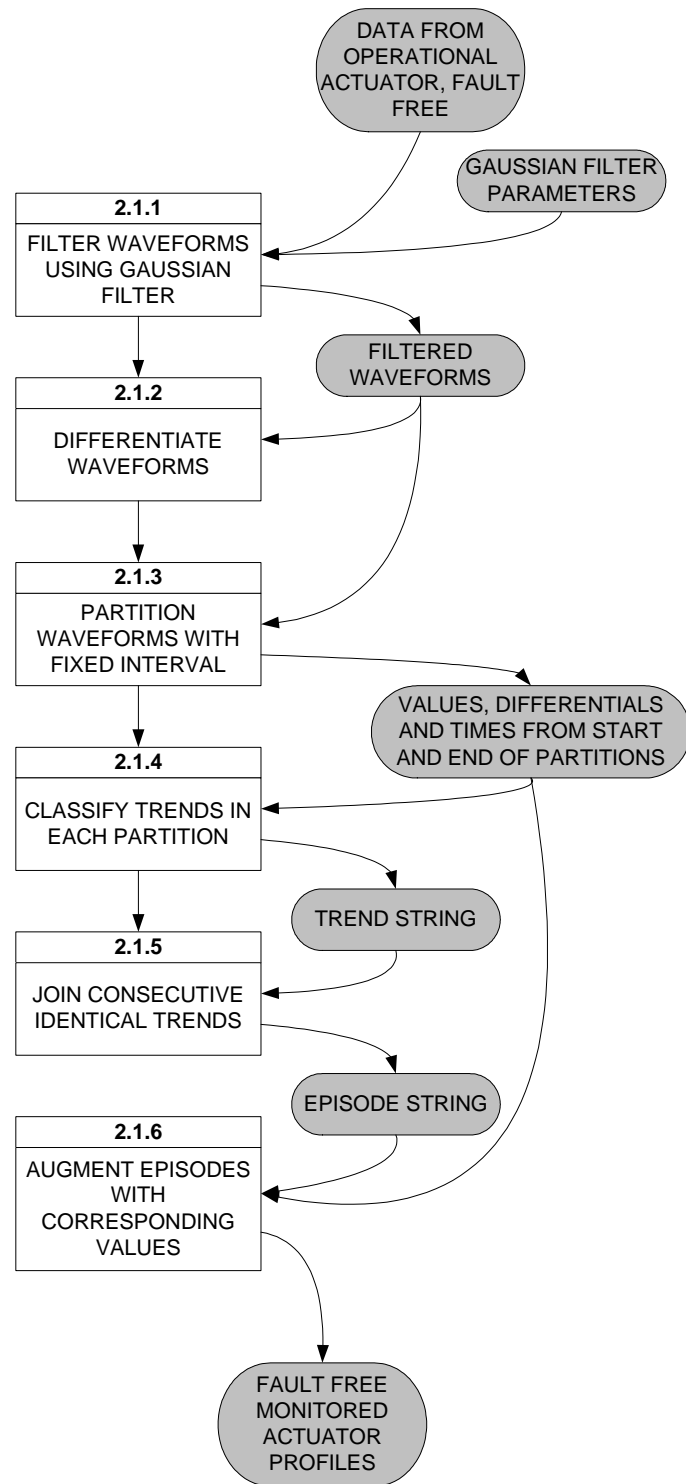 DATA FROM
OPERATIONAL
ACTUATOR, FAULT
FREE
GAUSSIAN FILTER
PARAMETERS
2.1.1
FILTER WAVEFORMS
USING GAUSSIAN
FILTER
FILTERED
WAVEFORMS
2.1.2
DIFFERENTIATE
WAVEFORMS
2.1.3
PARTITION
WAVEFORMS WITH
FIXED INTERVAL
VALUES, DIFFERENTIALS
AND TIMES FROM START
AND END OF PARTITIONS
2.1.4
CLASSIFY TRENDS IN
EACH PARTITION
TREND STRING
2.1.5
JOIN CONSECUTIVE
IDENTICAL TRENDS
EPISODE STRING
2.1.6
AUGMENT EPISODES
WITH
CORRESPONDING
VALUES
FAULT FREE
MONITORED
ACTUATOR
PROFILES